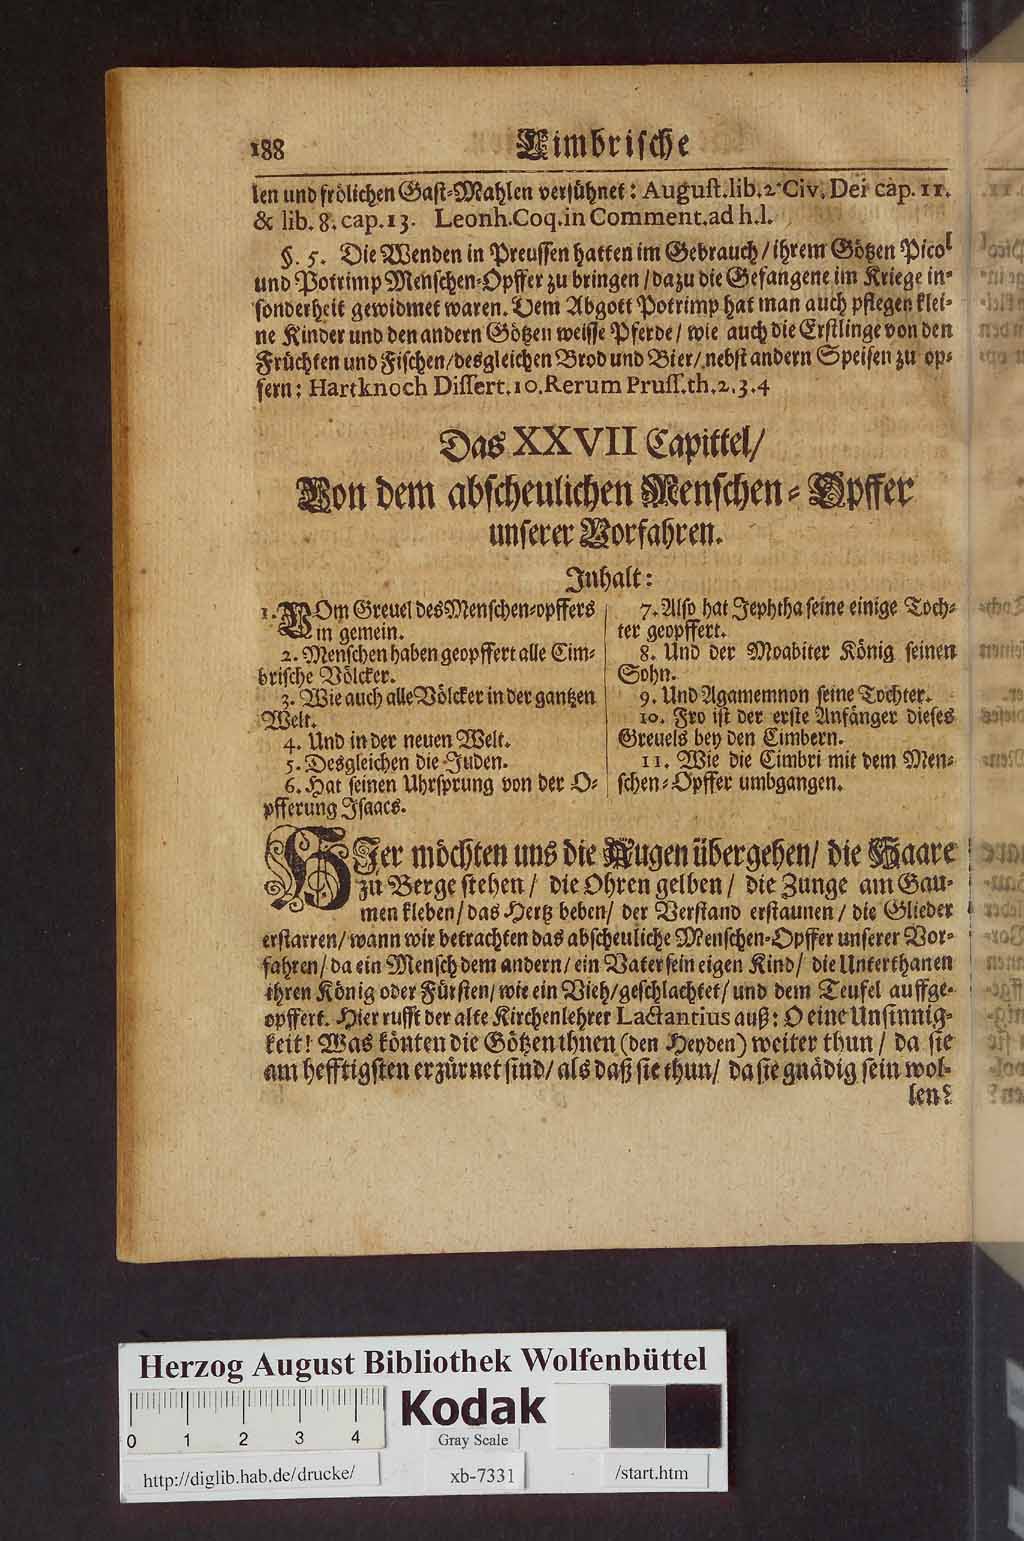 188 Cimbrische
len und frölichen Gast-Mahlen versühnet: August.lib.2 Civ. Dei cap. 11.
& lib. 8. cap. 13. Leonh.Coq.in Comment.ad h.l.
§. 5. Die Wenden in Preussen hatten im Gebrauch/ ihrem Götzen Picol
und Potrimp Menschen-Opffer zu bringen/ dazu die Gefangene im Kriege in-
sonderheit gewidmet waren. Dem Abgott Potrimp hat man auch pflegen klei-
ne Kinder und den andern Götzen weisse Pferde/ wie auch die Erstlinge von den
Früchten und Fischen/ desgleichen Brod und Bier/ nebst andern Speisen zu op-
fern: Hartknoch Dissert. 10. Rerum Pruss. th. 2. 3. 4
Das XXVII Capittel/
Von dem abscheulichen Menschen-Opffer
unserer Vorfahren.
Inhalt:
1. VOm Greuel des Menschen-opffers
in gemein.
2. Menschen haben geopffert alle Cim-
brische Völcker.
3. Wie auch alle Völcker in der gantzen
Welt.
4. Und in der neuen Welt.
5. Desgleichen die Juden.
6. Hat seinen Uhrsprung von der O-
pfferung Isaacs.
7. Also hat Jephtha seine einige Toch-
ter geopffert.
8. Und der Moabiter König seinen
Sohn.
9. Und Agamemnon seine Tochter.
10. Fro ist der erste Anfänger dieses
Greuels bey den Cimbern.
11. Wie die Cimbri mit dem Men-
schen-Opffer umbgangen.
HIer möchten uns die Augen übergehen/ die Haare
zu Berge stehen/ die Ohren gelben/ die Zunge am Gau-
men kleben/ das Hertz beben/ der Verstand erstaunen/ die Glieder
erstarren/ wann wir betrachten das abscheuliche Menschen-Opffer unserer Vor-
fahren/ da ein Mensch dem andern/ ein Vater sein eigen Kind/ die Unterthanen
ihren König oder Fürsten/ wie ein Vieh/ geschlachtet/ und dem Teufel auffge-
opffert. Hier rufft der alte Kirchenlehrer Lactantius auß: O eine Unsinnig-
keit! Was könten die Götzen ihnen (den Heyden) weiter thun/ da sie
am hefftigsten erzürnet sind/ als daß sie thun/ da sie gnädig sein wol-
len?
Herzog August Bibliothek Wolfenbüttel
0 1 2 3 4
Kodak
Gray Scale
http://diglib.hab.de/drucke/ xb-7331 /start.htm